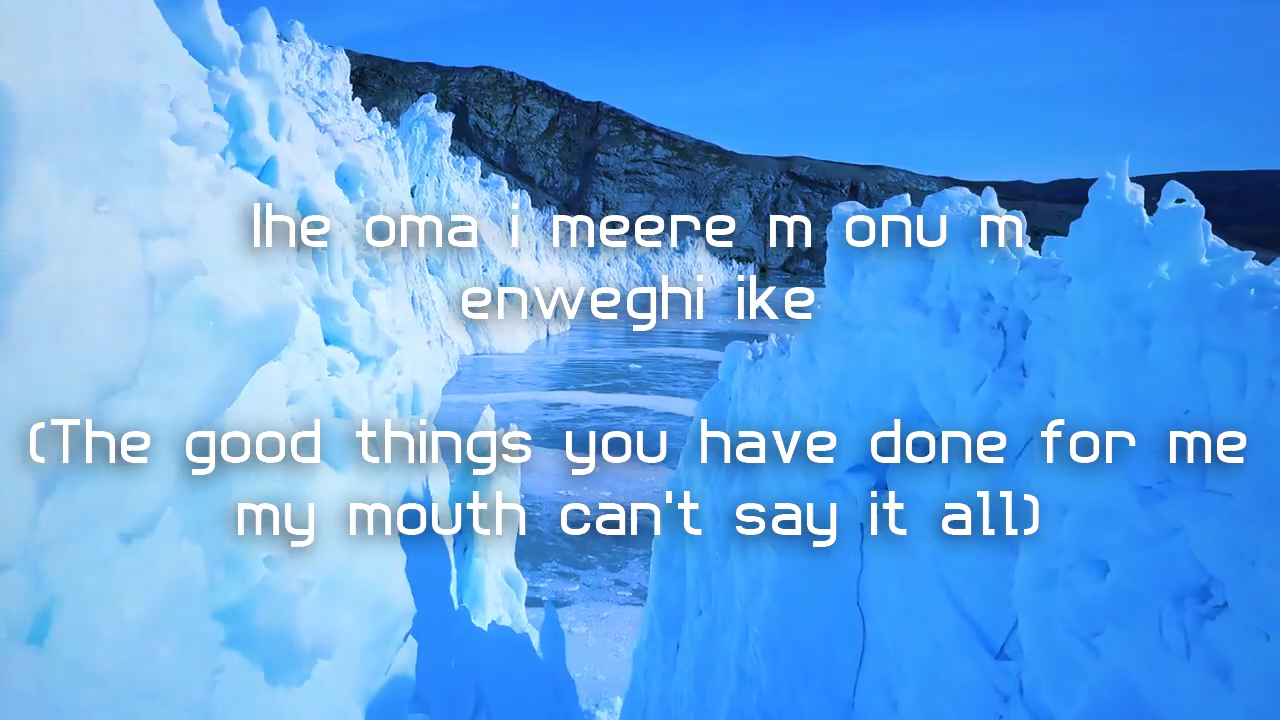 Ihe oma i meere m onu m
enweghi ike
(The good things you have done for me
my mouth can't say it all)